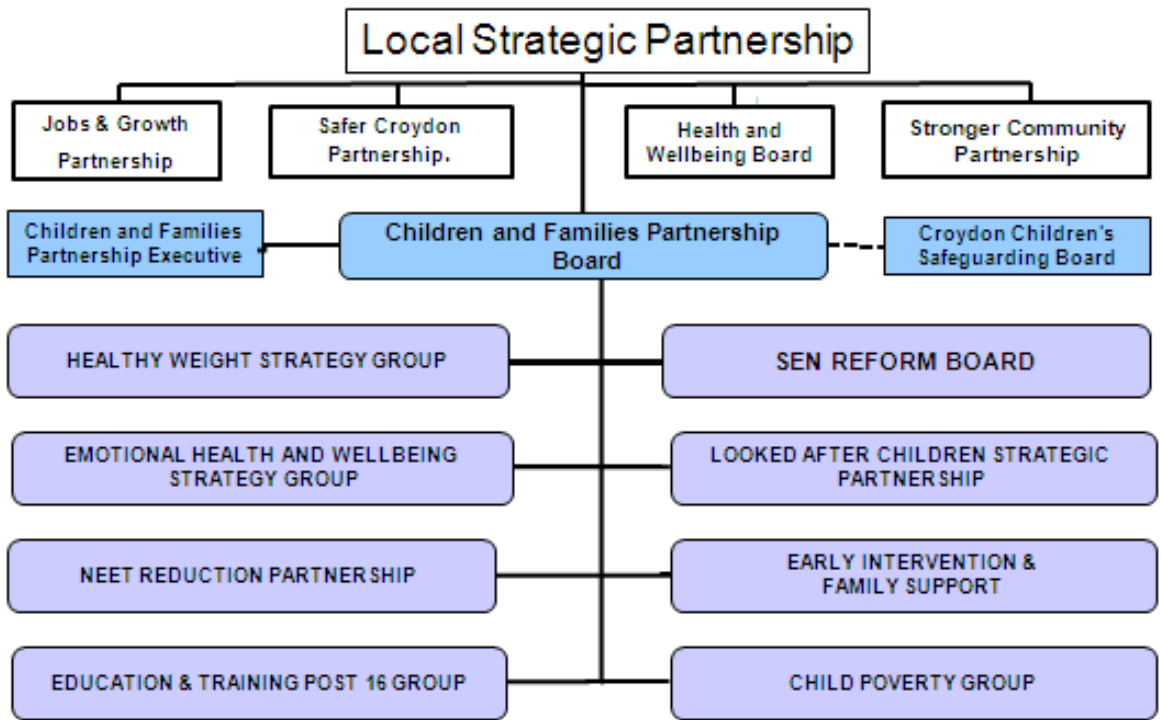 Local Strategic Partnership
Jobs & Growth
Partnership
Safer Croydon
Partnership.
Health and
Wellbeing Board
Stronger Community
Partnership
Children and Families
Partnership Executive
Children and Families Partnership
Board
Croydon Children's
Safeguarding Board
HEALTHY WEIGHT STRATEGY GROUP
SEN REFORM BOARD
EMOTIONAL HEALTH AND WELLBEING
STRATEGY GROUP
LOOKED AFTER CHILDREN STRATEGIC
PARTNERSHIP
NEET REDUCTION PARTNERSHIP
EARLY INTERVENTION &
FAMILY SUPPORT
EDUCATION & TRAINING POST 16 GROUP
CHILD POVERTY GROUP